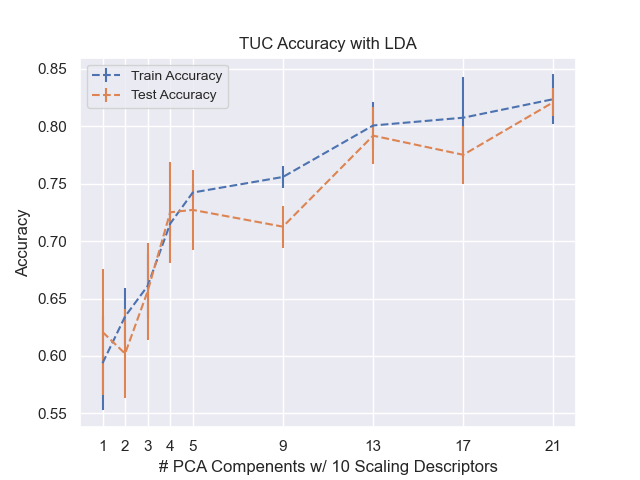 TUC Accuracy with LDA
Train Accuracy
Test Accuracy
0.85
0.80
0.75
0.70
0.65
0.60
0.55
Accuracy
1 2 3 4 5 9 13 17 21
# PCA Compenents w/ 10 Scaling Descriptors